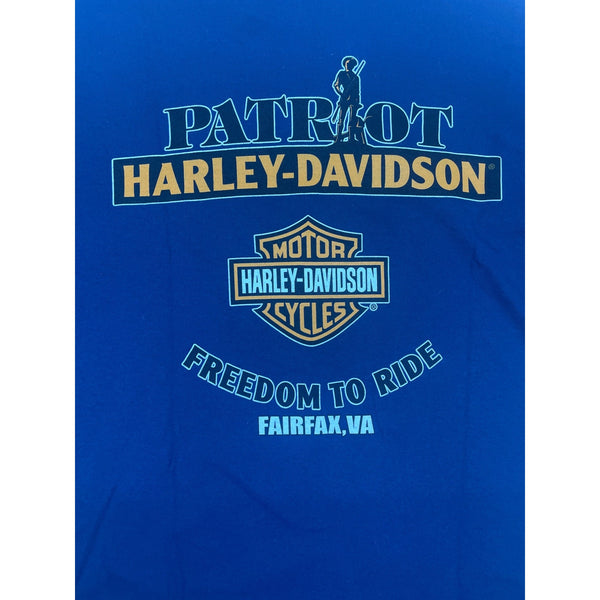 PATRIOT
HARLEY-DAVIDSON®
MOTOR
HARLEY-DAVIDSON
CYCLES®
FREEDOM TO RIDE
FAIRFAX,VA